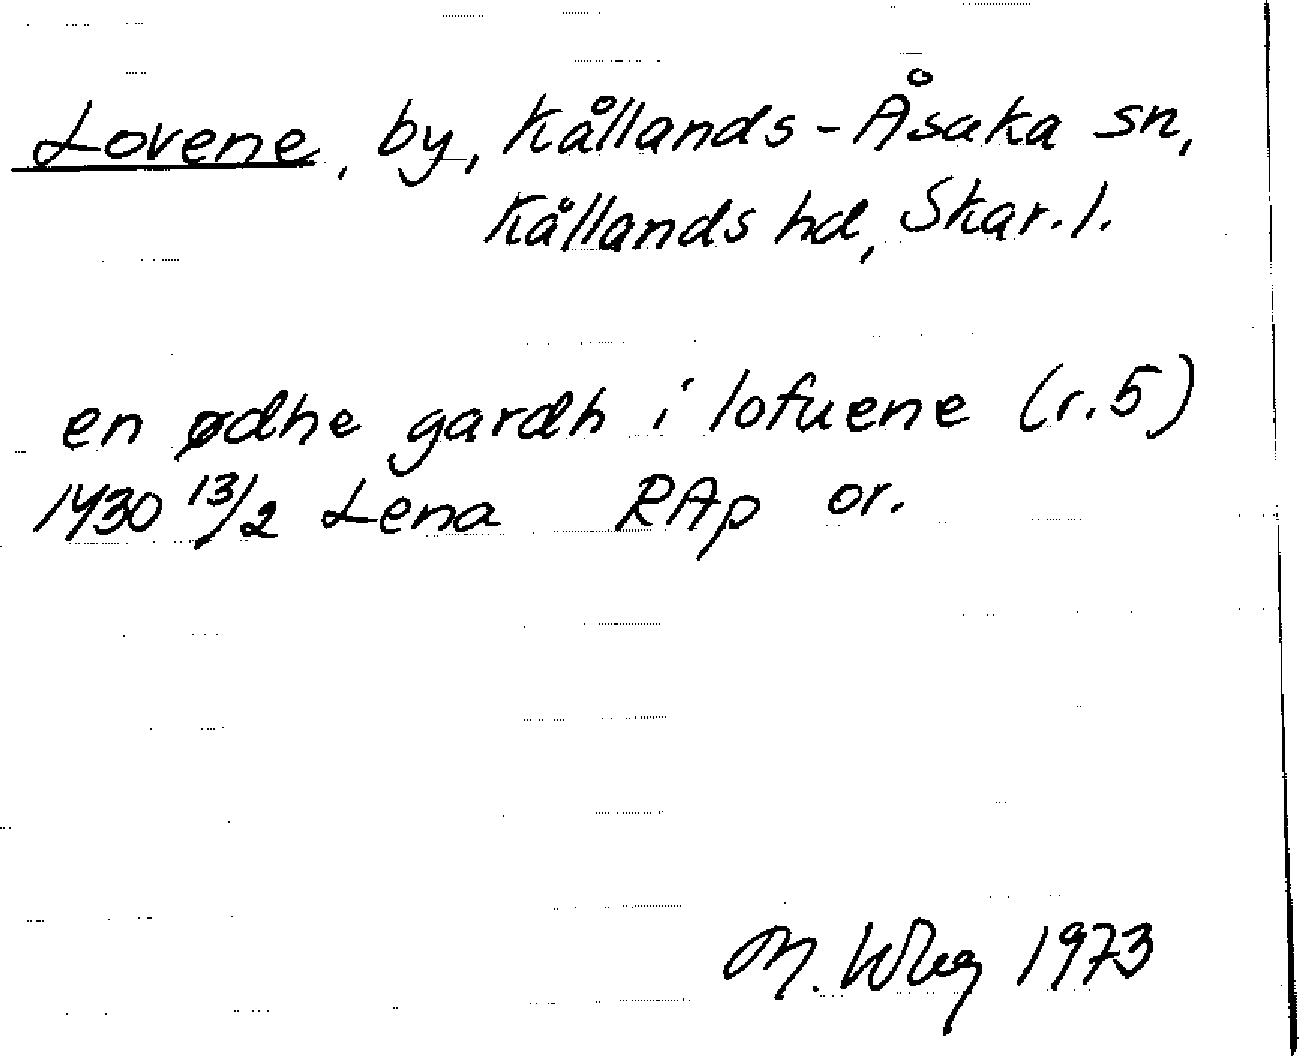 Lovene, by, Kållands-Åsaka sn,
Kållands hd, Skar. l.
en ødhe gardh i lofuene (r. 5)
1430 13/2 Lena RAp or.
M. Wbg 1973